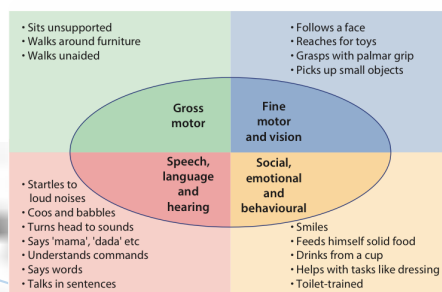 • Sits unsupported
• Walks around furniture
• Walks unaided
• Follows a face
• Reaches for toys
• Grasps with palmar grip
• Picks up small objects
Gross
motor
Fine
motor
and vision
Speech,
language
and
hearing
Social,
emotional
and
behavioural
• Startles to
loud noises
• Coos and babbles
• Turns head to sounds
• Says 'mama', 'dada' etc
• Understands commands
• Says words
• Talks in sentences
• Smiles
• Feeds himself solid food
• Drinks from a cup
• Helps with tasks like dressing
• Toilet-trained